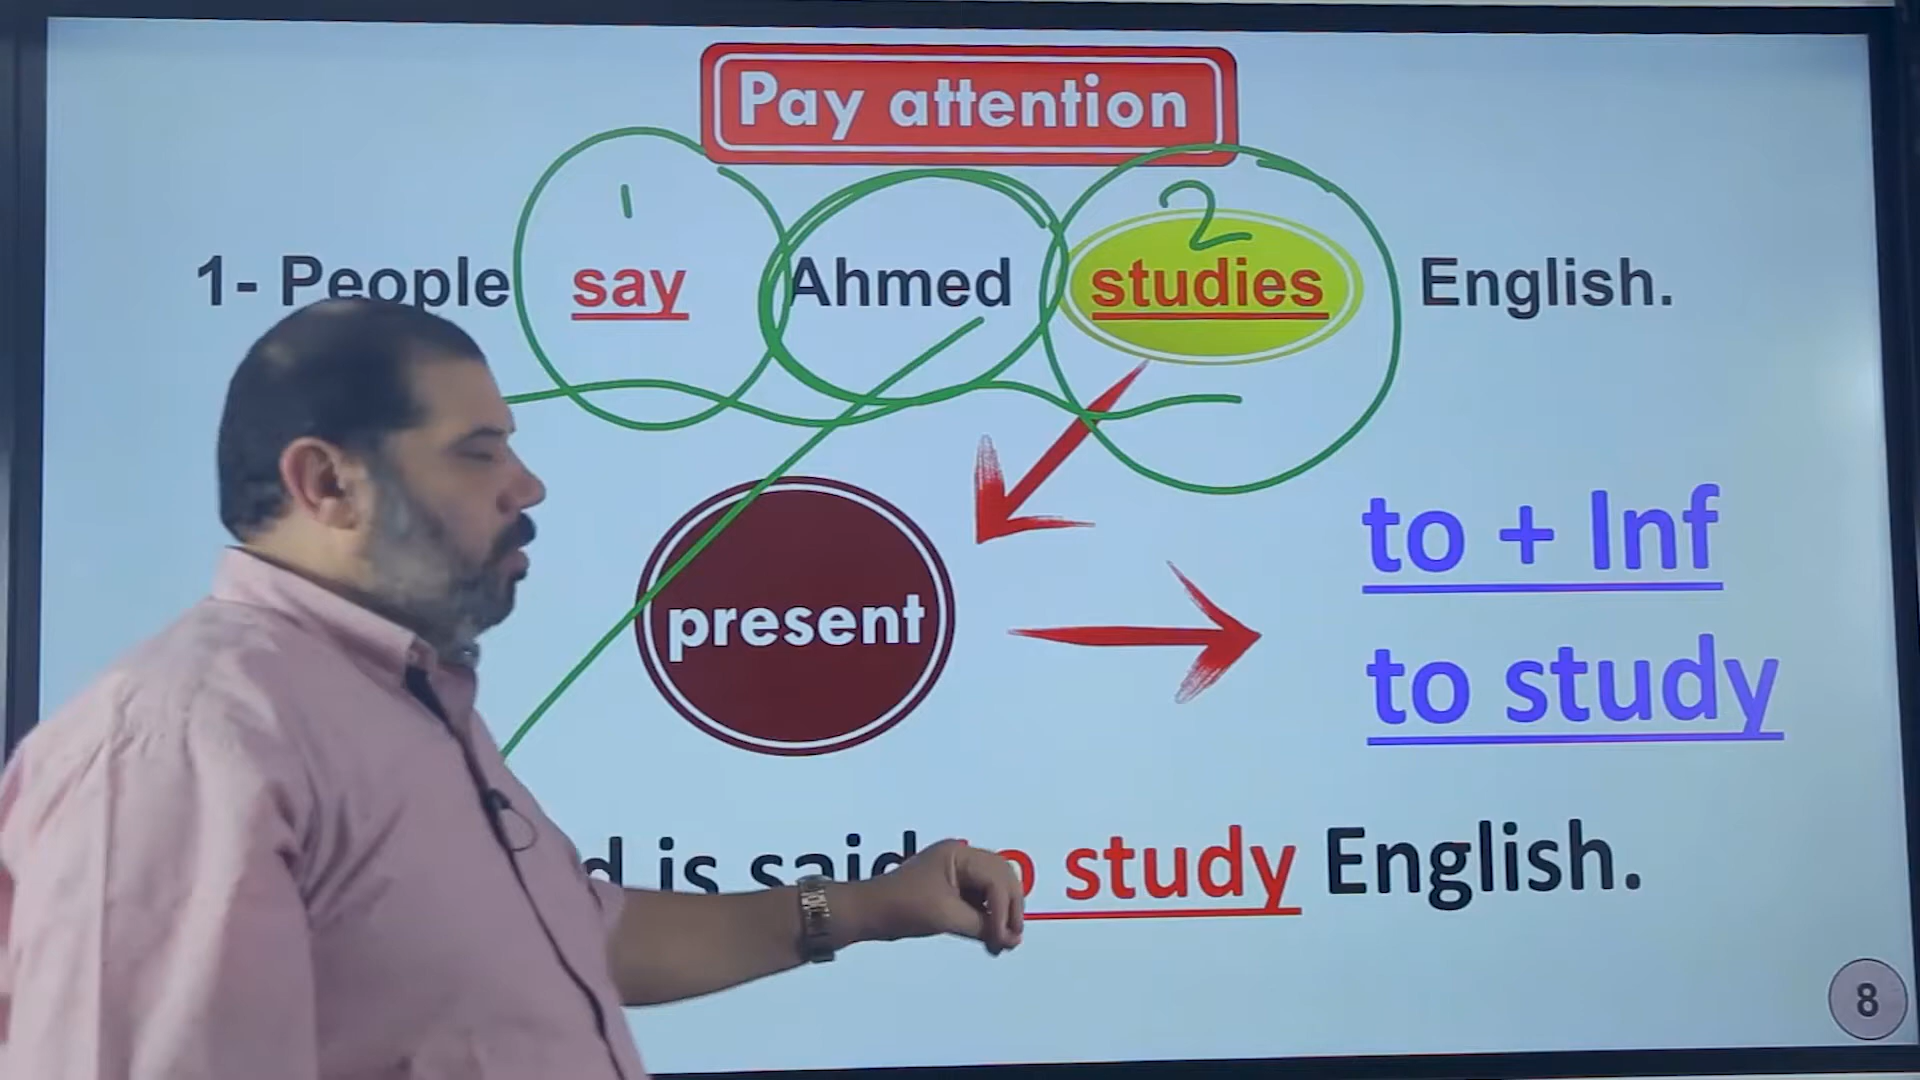 Pay attention
1 2
1- People say Ahmed studies English.
to + Inf
present
to study
is said to study English.
8